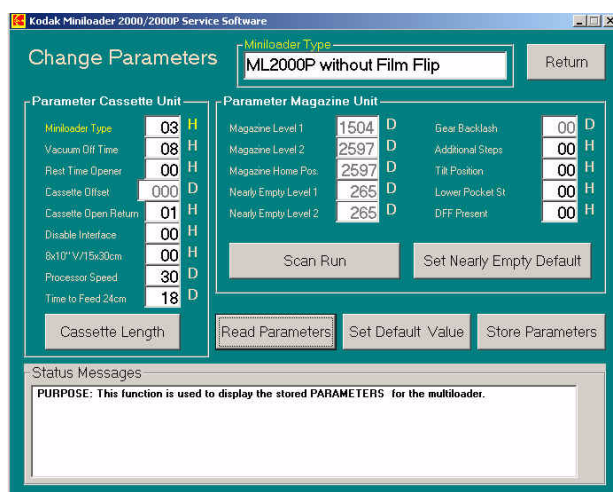 Kodak Miniloader 2000/2000P Service Software
Change Parameters
Miniloader Type
ML2000P without Film Flip
Return
Parameter Cassette Unit
Miniloader Type 03 H
Vacuum Off Time 08 H
Rest Time Opener 00 H
Cassette Offset 000 D
Cassette Open Return 01 H
Disable Interface 00 H
8x10" V/15x30cm 00 H
Processor Speed 30 D
Time to Feed 24cm 18 D
Cassette Length
Parameter Magazine Unit
Magazine Level 1 1504 D
Magazine Level 2 2597 D
Magazine Home Pos. 2597 D
Nearly Empty Level 1 265 D
Nearly Empty Level 2 265 D
Gear Backlash 00 D
Additional Steps 00 H
Tilt Position 00 H
Lower Pocket St 00 H
DFF Present 00 H
Scan Run
Set Nearly Empty Default
Read Parameters
Set Default Value
Store Parameters
Status Messages
PURPOSE: This function is used to display the stored PARAMETERS for the multiloader.